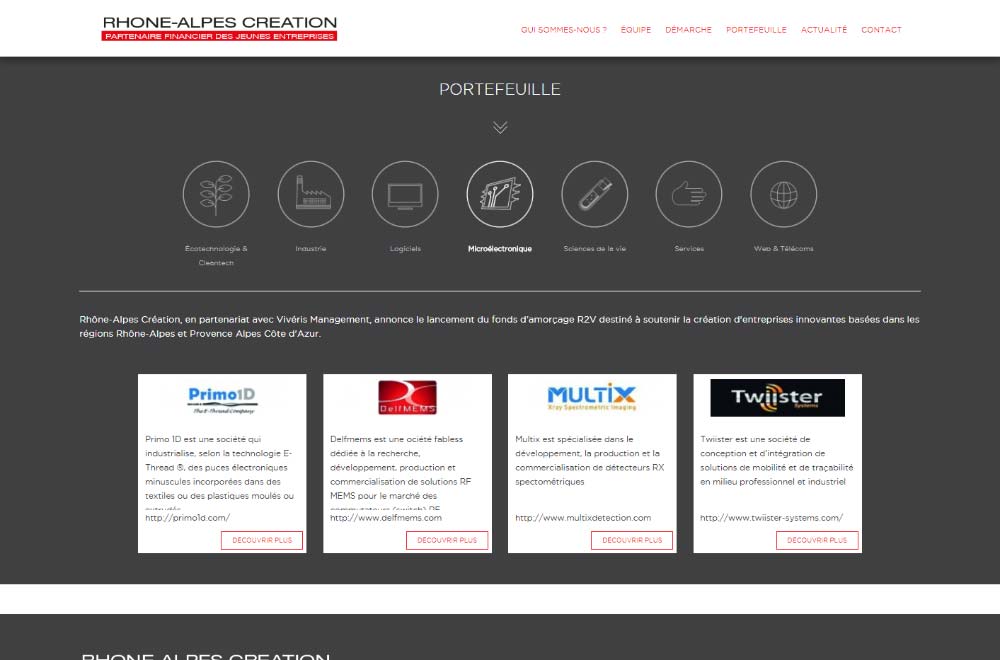 RHONE-ALPES CREATION
PARTENAIRE FINANCIER DES JEUNES ENTREPRISES
QUI SOMMES-NOUS ?
ÉQUIPE
DÉMARCHE
PORTEFEUILLE
ACTUALITÉ
CONTACT
PORTEFEUILLE
Écotechnologie &
Cleantech
Industrie
Logiciels
Microélectronique
Sciences de la vie
Services
Web & Télécoms
Rhône-Alpes Création, en partenariat avec Vivéris Management, annonce le lancement du fonds d'amorçage R2V destiné à soutenir la création d'entreprises innovantes basées dans les
régions Rhône-Alpes et Provence Alpes Côte d'Azur.
Primo1D
The E-Thread Company
Primo 1D est une société qui
industrialise, selon la technologie E-
Thread ®, des puces électroniques
minuscules incorporées dans des
textiles ou des plastiques moulés ou
extrudés
http://primo1d.com/
DÉCOUVRIR PLUS
DelfMEMS
Delfmems est une ociété fabless
dédiée à la recherche,
développement, production et
commercialisation de solutions RF
MEMS pour le marché des
commutateurs (switch) RF
http://www.delfmems.com
DÉCOUVRIR PLUS
MULTIX
Xray Spectrometric Imaging
Multix est spécialisée dans le
développement, la production et la
commercialisation de détecteurs RX
spectométriques
http://www.multixdetection.com
DÉCOUVRIR PLUS
Twiister
Systems
Twiister est une société de
conception et d'intégration de
solutions de mobilité et de traçabilité
en milieu professionnel et industriel
http://www.twiister-systems.com/
DÉCOUVRIR PLUS
RHONE-ALPES CREATION